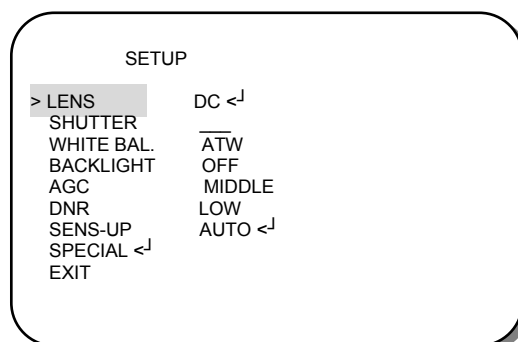 SETUP
> LENS DC <┘
SHUTTER ___
WHITE BAL. ATW
BACKLIGHT OFF
AGC MIDDLE
DNR LOW
SENS-UP AUTO <┘
SPECIAL <┘
EXIT